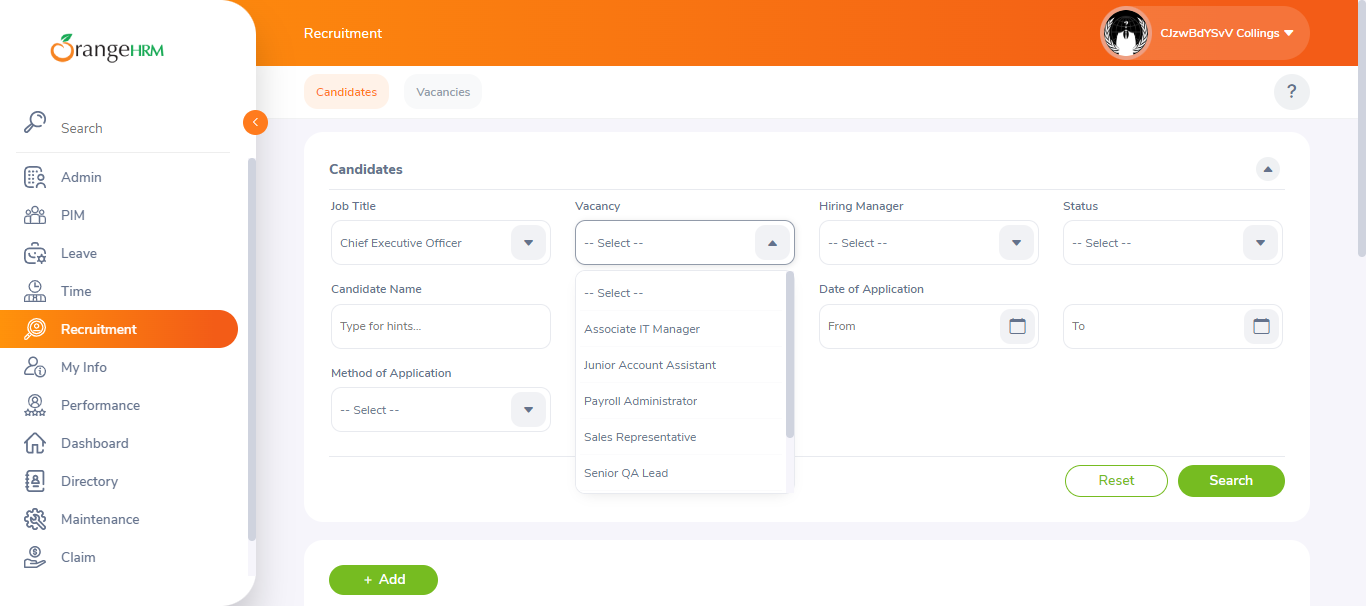 OrangeHRM
Search
Admin
PIM
Leave
Time
Recruitment
My Info
Performance
Dashboard
Directory
Maintenance
Claim
Recruitment
CJzwBdYSvV Collings
Candidates
Vacancies
?
Candidates
Job Title
Vacancy
Hiring Manager
Status
Chief Executive Officer
-- Select --
-- Select --
-- Select --
Candidate Name
Date of Application
Type for hints...
From
To
Method of Application
-- Select --
-- Select --
Associate IT Manager
Junior Account Assistant
Payroll Administrator
Sales Representative
Senior QA Lead
Reset
Search
+ Add